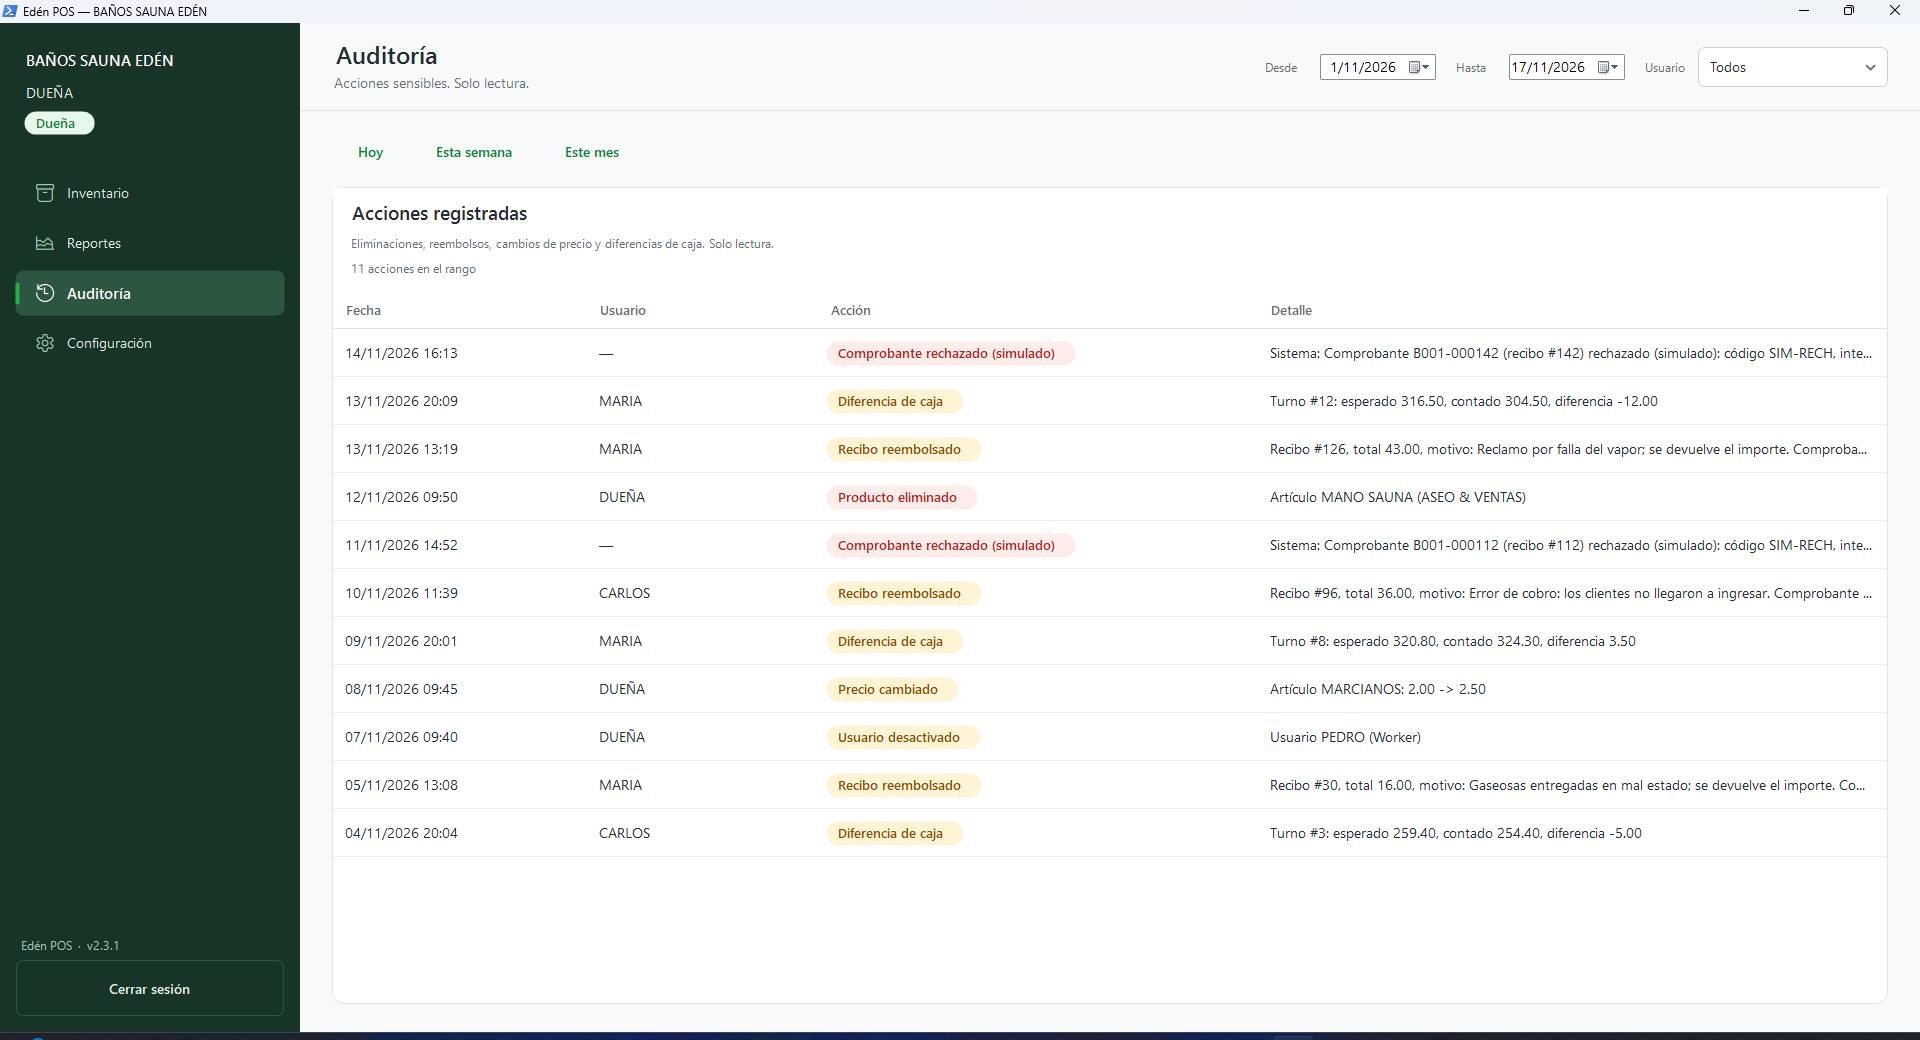 Edén POS — BAÑOS SAUNA EDÉN
BAÑOS SAUNA EDÉN
DUEÑA
Dueña
Inventario
Reportes
Auditoría
Configuración
Edén POS · v2.3.1
Cerrar sesión
Auditoría
Acciones sensibles. Solo lectura.
Desde 1/11/2026 Hasta 17/11/2026 Usuario Todos
Hoy Esta semana Este mes
Acciones registradas
Eliminaciones, reembolsos, cambios de precio y diferencias de caja. Solo lectura.
11 acciones en el rango
Fecha Usuario Acción Detalle
14/11/2026 16:13 — Comprobante rechazado (simulado) Sistema: Comprobante B001-000142 (recibo #142) rechazado (simulado): código SIM-RECH, inte...
13/11/2026 20:09 MARIA Diferencia de caja Turno #12: esperado 316.50, contado 304.50, diferencia -12.00
13/11/2026 13:19 MARIA Recibo reembolsado Recibo #126, total 43.00, motivo: Reclamo por falla del vapor; se devuelve el importe. Comproba...
12/11/2026 09:50 DUEÑA Producto eliminado Artículo MANO SAUNA (ASEO & VENTAS)
11/11/2026 14:52 — Comprobante rechazado (simulado) Sistema: Comprobante B001-000112 (recibo #112) rechazado (simulado): código SIM-RECH, inte...
10/11/2026 11:39 CARLOS Recibo reembolsado Recibo #96, total 36.00, motivo: Error de cobro: los clientes no llegaron a ingresar. Comprobante ...
09/11/2026 20:01 MARIA Diferencia de caja Turno #8: esperado 320.80, contado 324.30, diferencia 3.50
08/11/2026 09:45 DUEÑA Precio cambiado Artículo MARCIANOS: 2.00 -> 2.50
07/11/2026 09:40 DUEÑA Usuario desactivado Usuario PEDRO (Worker)
05/11/2026 13:08 MARIA Recibo reembolsado Recibo #30, total 16.00, motivo: Gaseosas entregadas en mal estado; se devuelve el importe. Co...
04/11/2026 20:04 CARLOS Diferencia de caja Turno #3: esperado 259.40, contado 254.40, diferencia -5.00